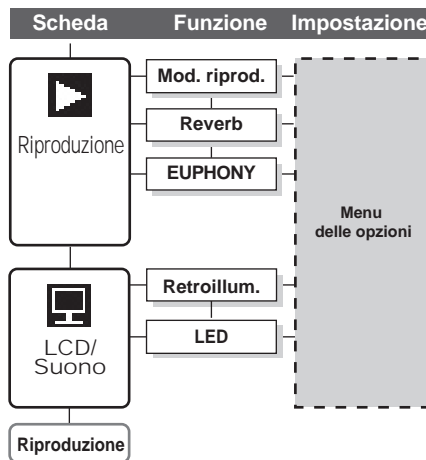 Scheda Funzione Impostazione
Mod. riprod.
Reverb
Riproduzione
EUPHONY
Menu
delle opzioni
Retroillum.
LED
LCD/
Suono
Riproduzione